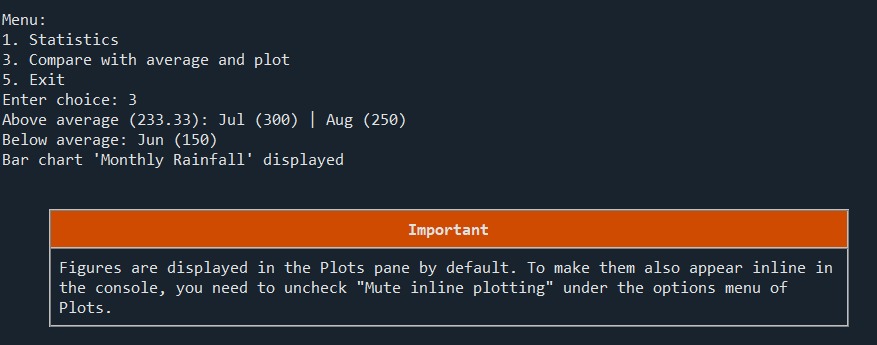 Menu:
1. Statistics
3. Compare with average and plot
5. Exit
Enter choice: 3
Above average (233.33): Jul (300) | Aug (250)
Below average: Jun (150)
Bar chart 'Monthly Rainfall' displayed
Important
Figures are displayed in the Plots pane by default. To make them also appear inline in
the console, you need to uncheck "Mute inline plotting" under the options menu of
Plots.